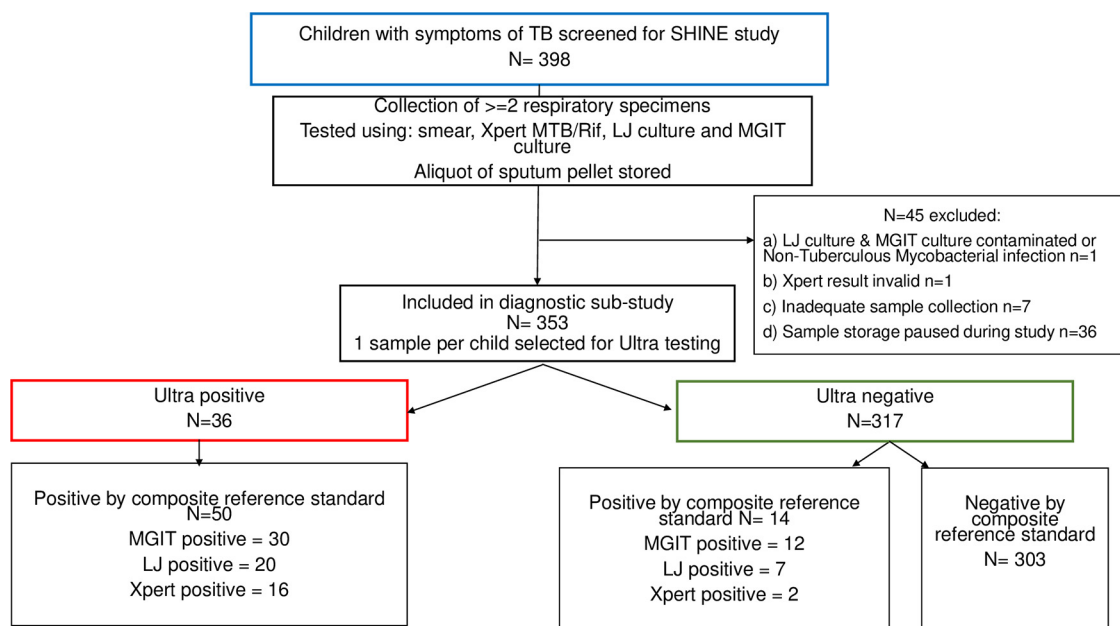 Children with symptoms of TB screened for SHINE study
N= 398
Collection of >=2 respiratory specimens
Tested using: smear, Xpert MTB/Rif, LJ culture and MGIT
culture
Aliquot of sputum pellet stored
N=45 excluded:
a) LJ culture & MGIT culture contaminated or
Non-Tuberculous Mycobacterial infection n=1
b) Xpert result invalid n=1
c) Inadequate sample collection n=7
d) Sample storage paused during study n=36
Included in diagnostic sub-study
N= 353
1 sample per child selected for Ultra testing
Ultra positive
N=36
Ultra negative
N=317
Positive by composite reference standard
N=50
MGIT positive = 30
LJ positive = 20
Xpert positive = 16
Positive by composite reference
standard N= 14
MGIT positive = 12
LJ positive = 7
Xpert positive = 2
Negative by
composite
reference standard
N= 303